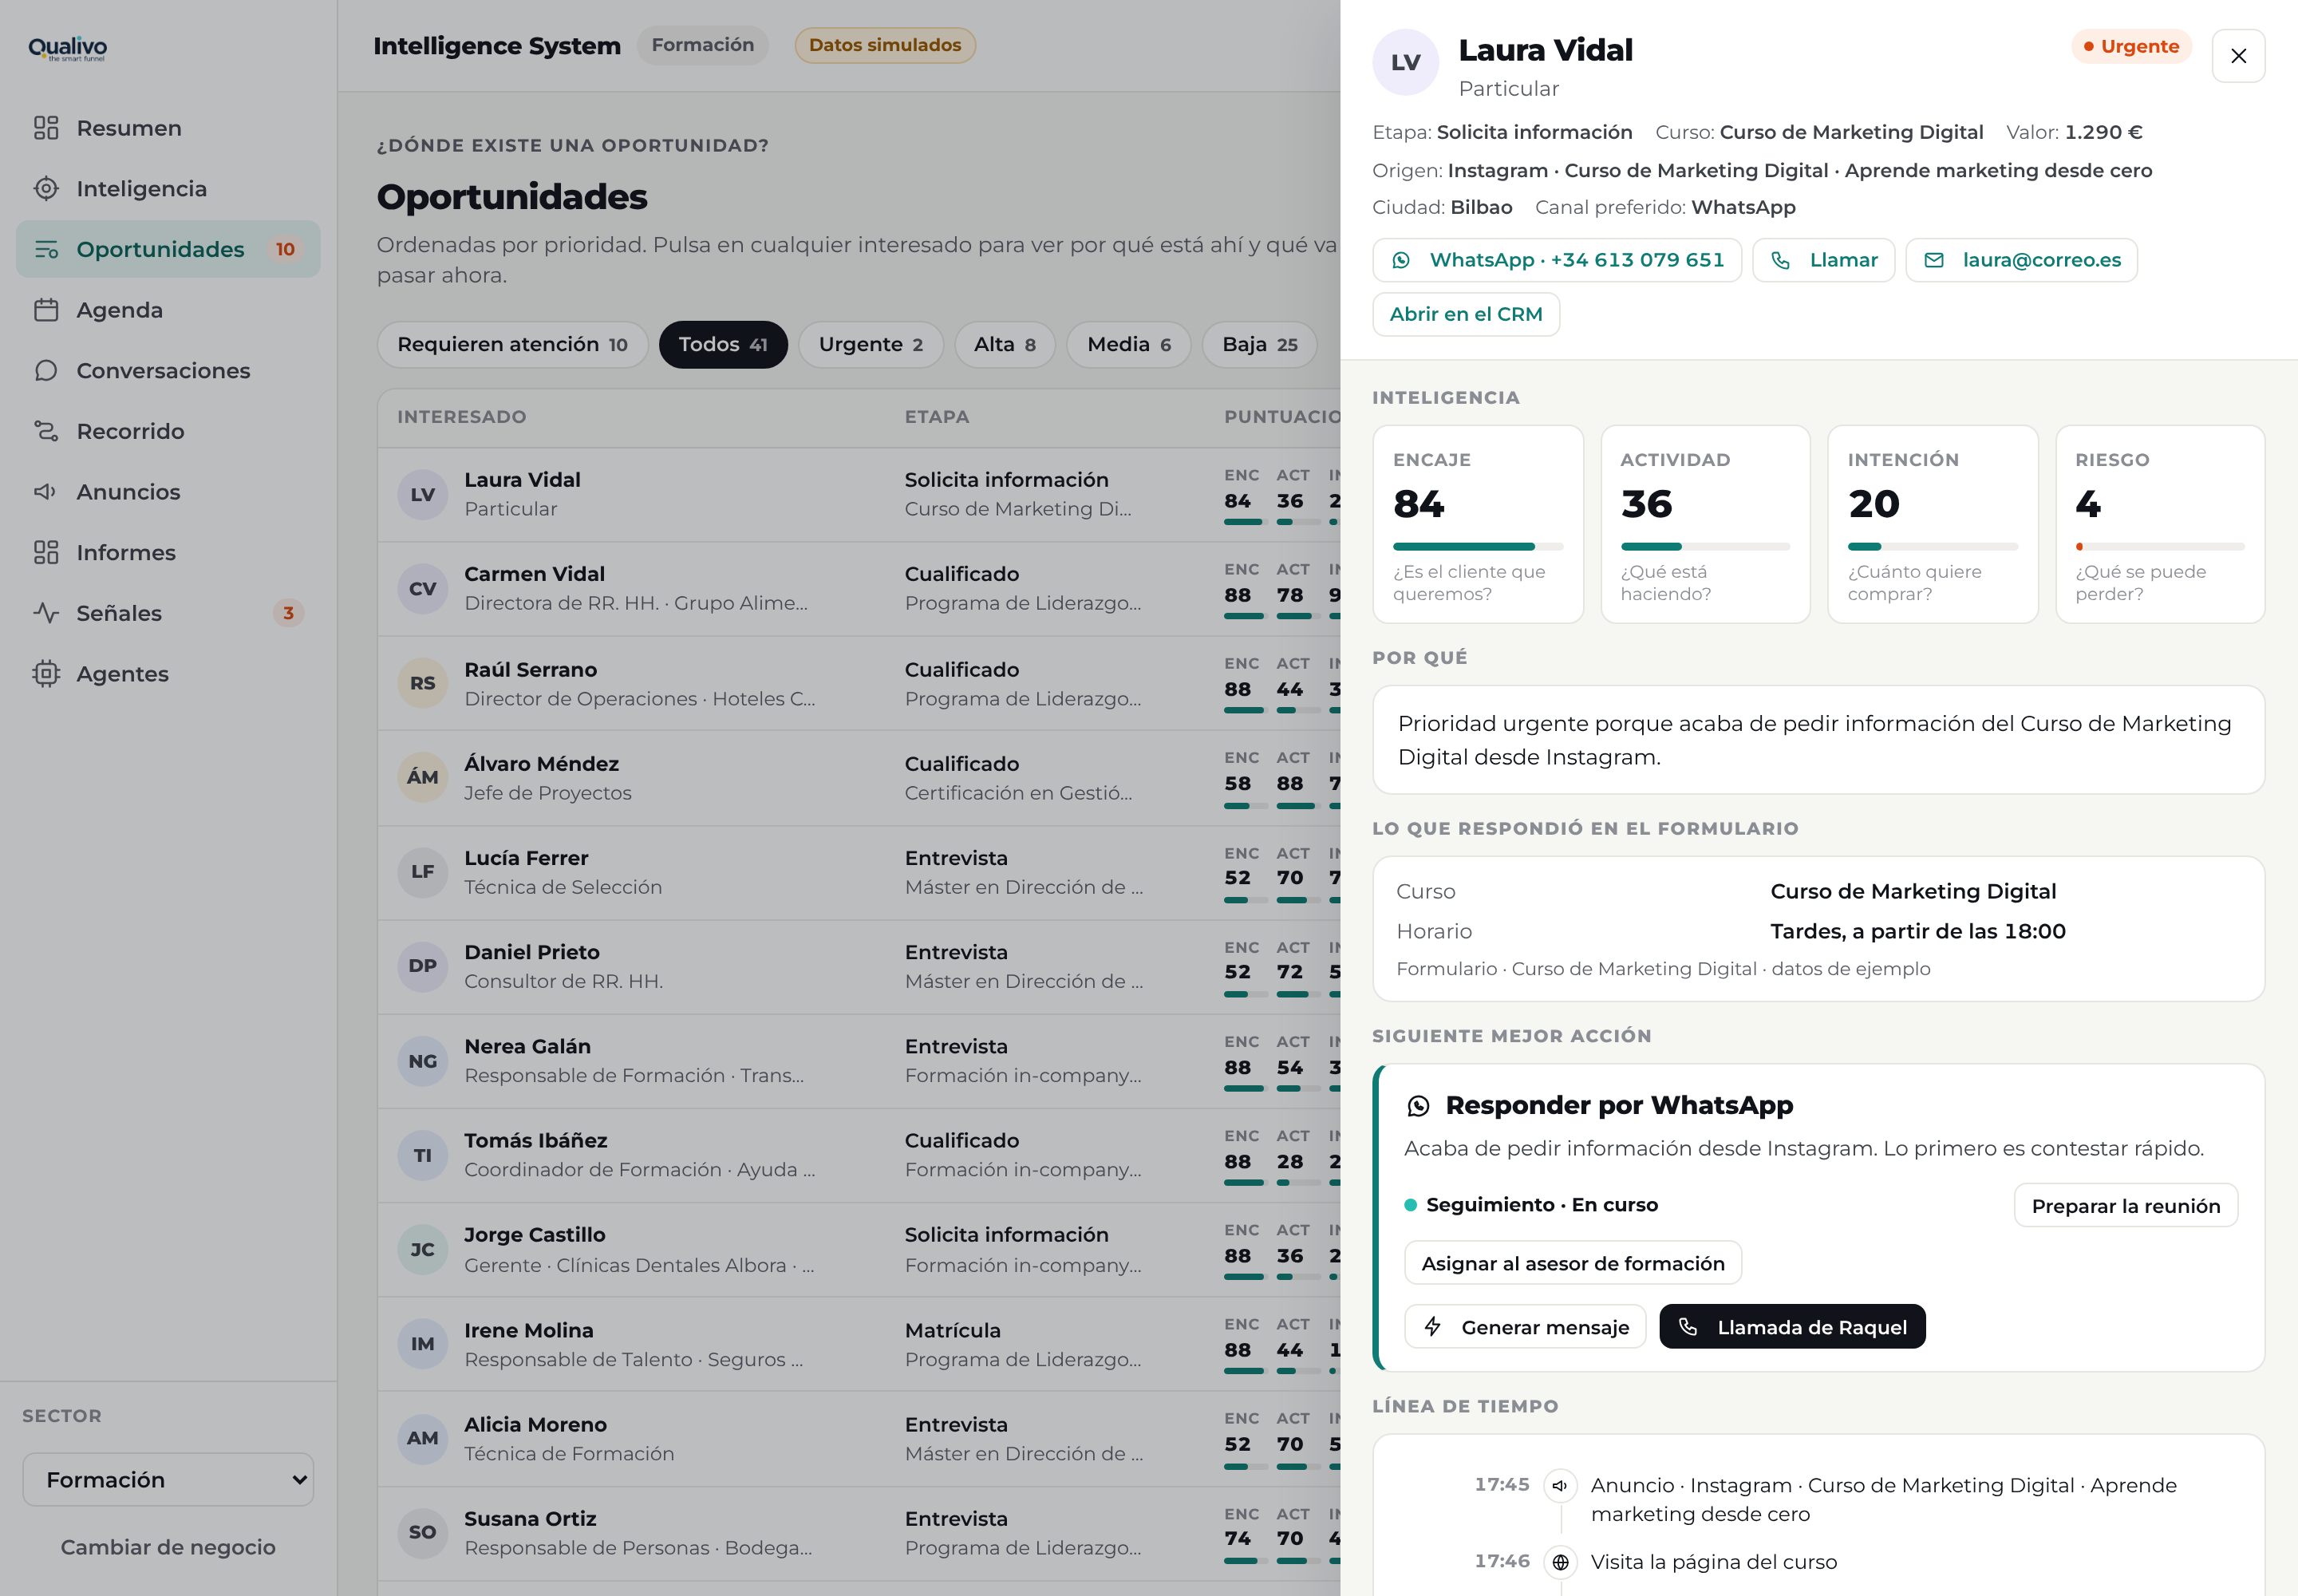 Qualivo
the smart funnel
Resumen
Inteligencia
Oportunidades 10
Agenda
Conversaciones
Recorrido
Anuncios
Informes
Señales 3
Agentes
SECTOR
Formación
Cambiar de negocio
Intelligence System Formación Datos simulados
¿DÓNDE EXISTE UNA OPORTUNIDAD?
Oportunidades
Ordenadas por prioridad. Pulsa en cualquier interesado para ver por qué está ahí y qué va
pasar ahora.
Requieren atención 10 Todos 41 Urgente 2 Alta 8 Media 6 Baja 25
INTERESADO ETAPA
LV Laura Vidal Solicita información ENC ACT
Particular Curso de Marketing Di... 84 36
CV Carmen Vidal Cualificado ENC ACT
Directora de RR. HH. · Grupo Alime... Programa de Liderazgo... 88 78
RS Raúl Serrano Cualificado ENC ACT
Director de Operaciones · Hoteles C... Programa de Liderazgo... 88 44
ÁM Álvaro Méndez Cualificado ENC ACT
Jefe de Proyectos Certificación en Gestió... 58 88
LF Lucía Ferrer Entrevista ENC ACT
Técnica de Selección Máster en Dirección de ... 52 70
DP Daniel Prieto Entrevista ENC ACT
Consultor de RR. HH. Máster en Dirección de ... 52 72
NG Nerea Galán Entrevista ENC ACT
Responsable de Formación · Trans... Formación in-company... 88 54
TI Tomás Ibáñez Cualificado ENC ACT
Coordinador de Formación · Ayuda ... Formación in-company... 88 28
JC Jorge Castillo Solicita información ENC ACT
Gerente · Clínicas Dentales Albora · ... Formación in-company... 88 36
IM Irene Molina Matrícula ENC ACT
Responsable de Talento · Seguros ... Programa de Liderazgo... 88 44
AM Alicia Moreno Entrevista ENC ACT
Técnica de Formación Máster en Dirección de ... 52 70
SO Susana Ortiz Entrevista ENC ACT
Responsable de Personas · Bodega... Programa de Liderazgo... 74 70
LV Laura Vidal Urgente
Particular
Etapa: Solicita información Curso: Curso de Marketing Digital Valor: 1.290 €
Origen: Instagram · Curso de Marketing Digital · Aprende marketing desde cero
Ciudad: Bilbao Canal preferido: WhatsApp
WhatsApp · +34 613 079 651 Llamar laura@correo.es
Abrir en el CRM
INTELIGENCIA
ENCAJE ACTIVIDAD INTENCIÓN RIESGO
84 36 20 4
¿Es el cliente que ¿Qué está ¿Cuánto quiere ¿Qué se puede
queremos? haciendo? comprar? perder?
POR QUÉ
Prioridad urgente porque acaba de pedir información del Curso de Marketing
Digital desde Instagram.
LO QUE RESPONDIÓ EN EL FORMULARIO
Curso Curso de Marketing Digital
Horario Tardes, a partir de las 18:00
Formulario · Curso de Marketing Digital · datos de ejemplo
SIGUIENTE MEJOR ACCIÓN
Responder por WhatsApp
Acaba de pedir información desde Instagram. Lo primero es contestar rápido.
Seguimiento · En curso Preparar la reunión
Asignar al asesor de formación
Generar mensaje Llamada de Raquel
LÍNEA DE TIEMPO
17:45 Anuncio · Instagram · Curso de Marketing Digital · Aprende
marketing desde cero
17:46 Visita la página del curso